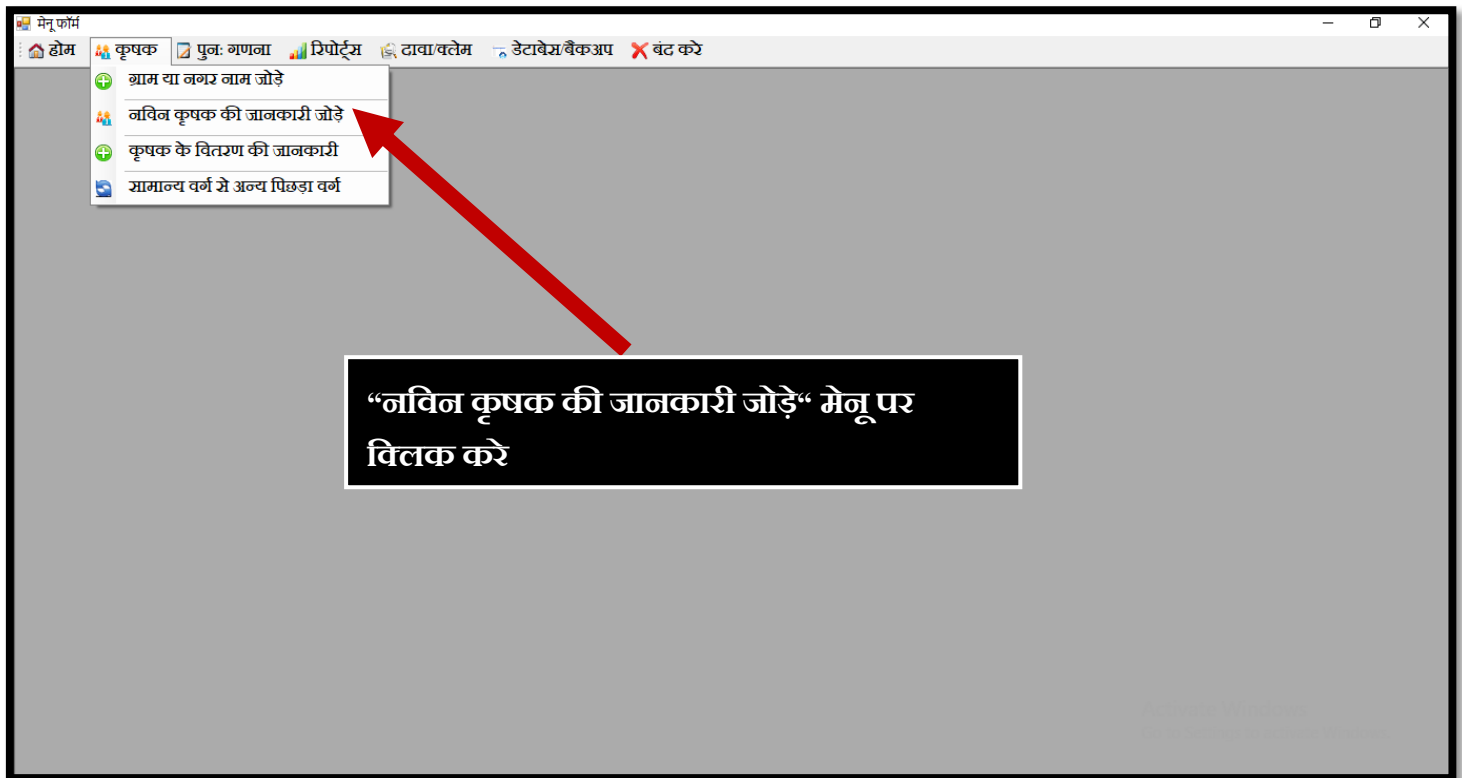 मेनू फॉर्म
होम कृषक पुन: गणना रिपोर्ट्स दावा/क्लेम डेटाबेस/बैकअप बंद करे
ग्राम या नगर नाम जोड़े
नविन कृषक की जानकारी जोड़े
कृषक के वितरण की जानकारी
सामान्य वर्ग से अन्य पिछड़ा वर्ग
“नविन कृषक की जानकारी जोड़े“ मेनू पर
क्लिक करे